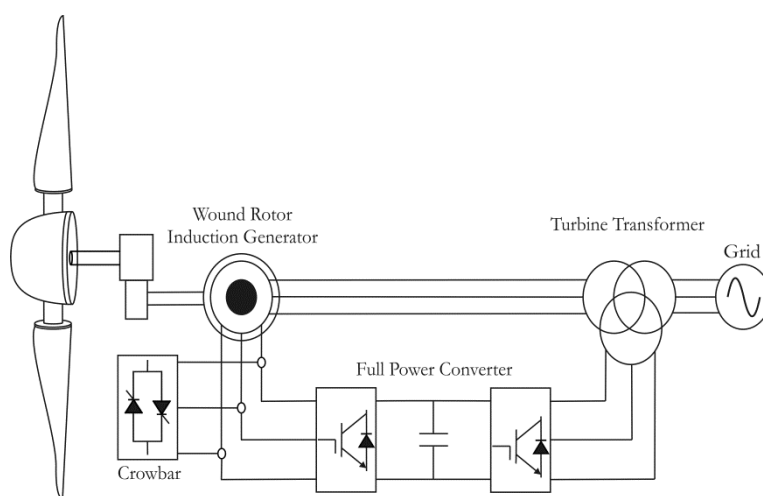 Wound Rotor
Induction Generator
Turbine Transformer
Grid
Full Power Converter
Crowbar